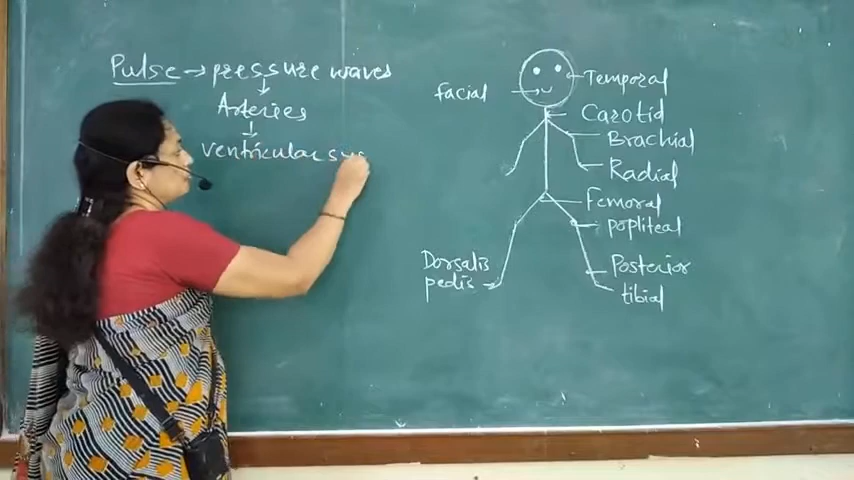 Pulse → pressure waves
↓
Arteries
↓
ventricular sys
Facial
Temporal
Carotid
Brachial
Radial
Femoral
popliteal
Dorsalis
pedis
Posterior
tibial